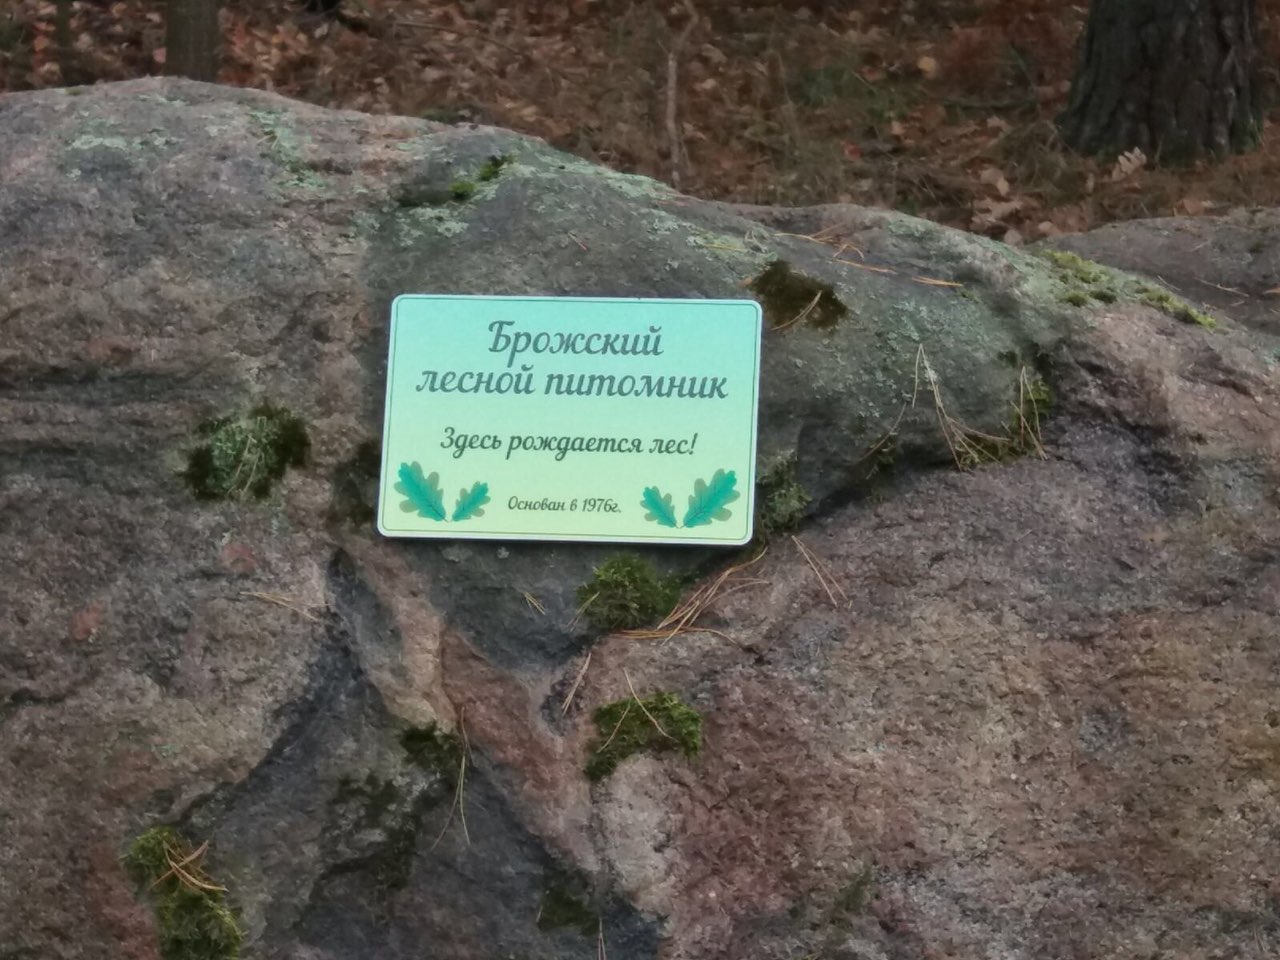 Брожский
лесной питомник
Здесь рождается лес!
Основан в 1976г.